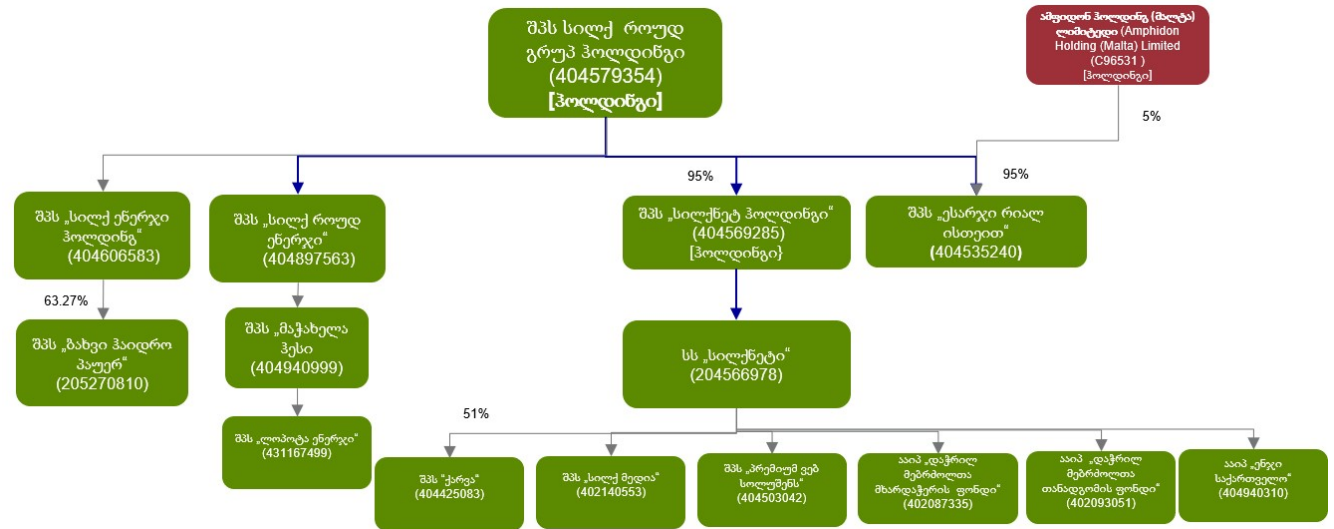 შპს სილქ როუდ
გრუპ ჰოლდინგი
(404579354)
[ჰოლდინგი]
ამფიდონ ჰოლდინგ (მალტა)
ლიმიტედი (Amphidon
Holding (Malta) Limited
(C96531 )
[ჰოლდინგი]
5%
95%
95%
შპს „სილქ ენერჯი
ჰოლდინგ“
(404606583)
შპს „სილქ როუდ
ენერჯი“
(404897563)
შპს „სილქნეტ ჰოლდინგი“
(404569285)
[ჰოლდინგი}
შპს „ესარჯი რიალ
ისთეით“
(404535240)
63.27%
შპს „ბახვი ჰაიდრო
პაუერ“
(205270810)
შპს „მაჭახელა
ჰესი
(404940999)
სს „სილქნეტი“
(204566978)
51%
შპს „ლოპოტა ენერჯი“
(431167499)
შპს “ქარვა“
(404425083)
შპს „სილქ მედია“
(402140553)
შპს „პრემიუმ ვებ
სოლუშენს“
(404503042)
ააიპ „დაჭრილ
მებრძოლთა
მხარდაჭერის ფონდი“
(402087335)
ააიპ „დაჭრილ
მებრძოლთა
თანადგომის ფონდი“
(402093051)
ააიპ „ენჯი
საქართველო“
(404940310)